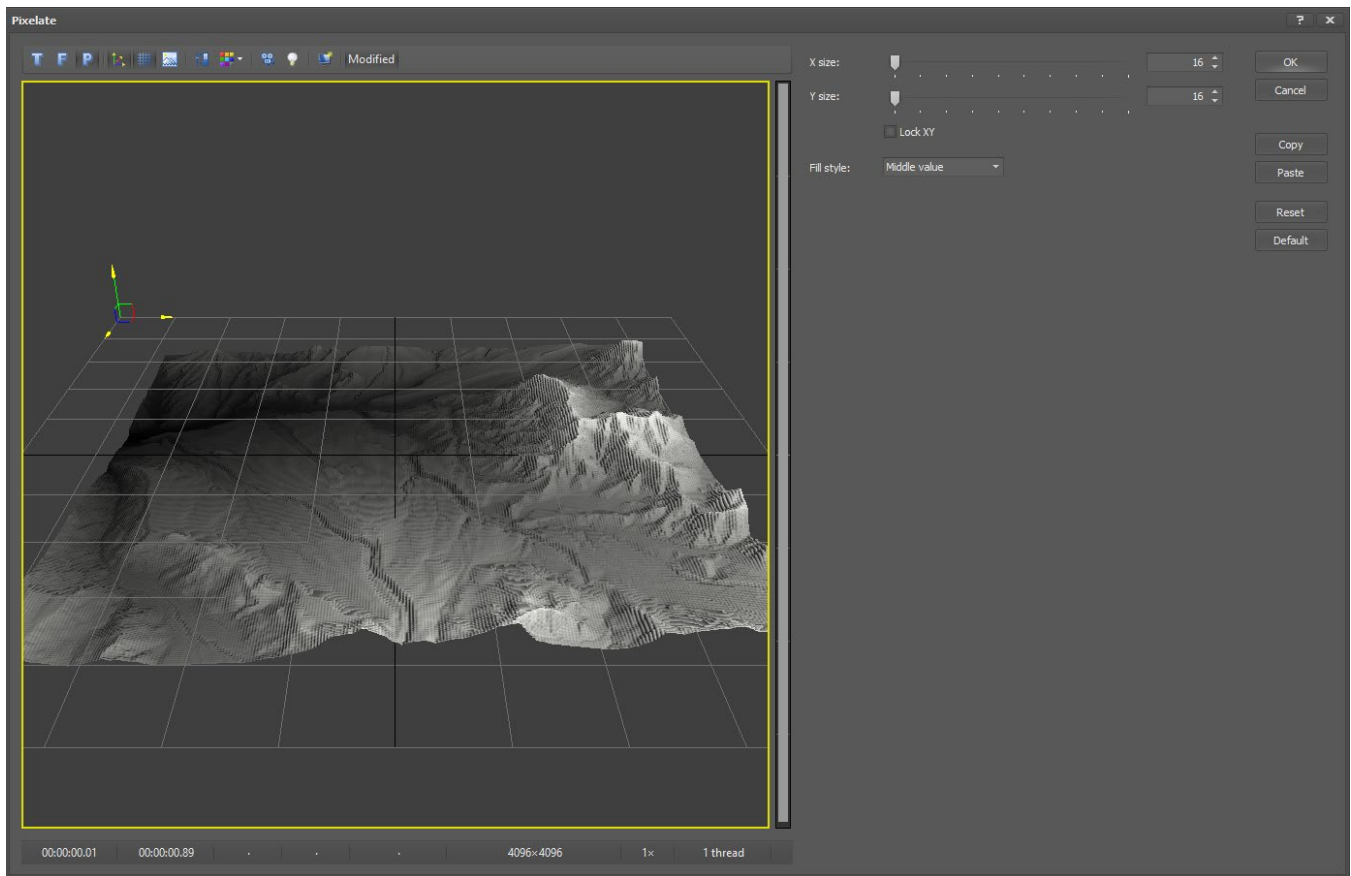 Pixelate
? x
T F P Modified
X size: 16 OK
Y size: 16 Cancel
Lock XY
Copy
Fill style: Middle value Paste
Reset
Default
00:00:00.01 00:00:00.89 . . . 4096×4096 1× 1 thread